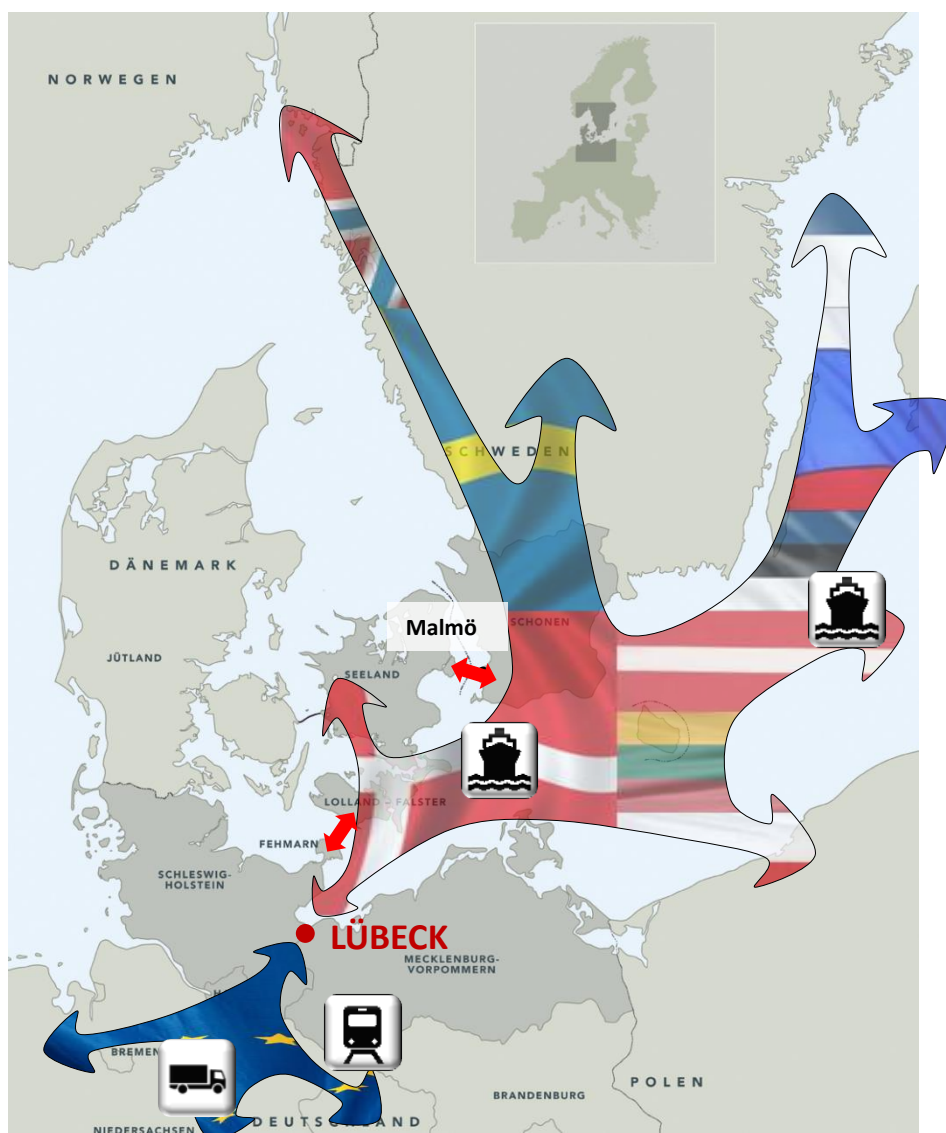 NORWEGEN
SCHWEDEN
DÄNEMARK
SCHONEN
Malmö
JÜTLAND
SEELAND
LOLLAND - FALSTER
FEHMARN
SCHLESWIG-
HOLSTEIN
LÜBECK
MECKLENBURG-
VORPOMMERN
BREMEN
POLEN
BRANDENBURG
DEUTSCHLAND
NIEDERSACHSEN